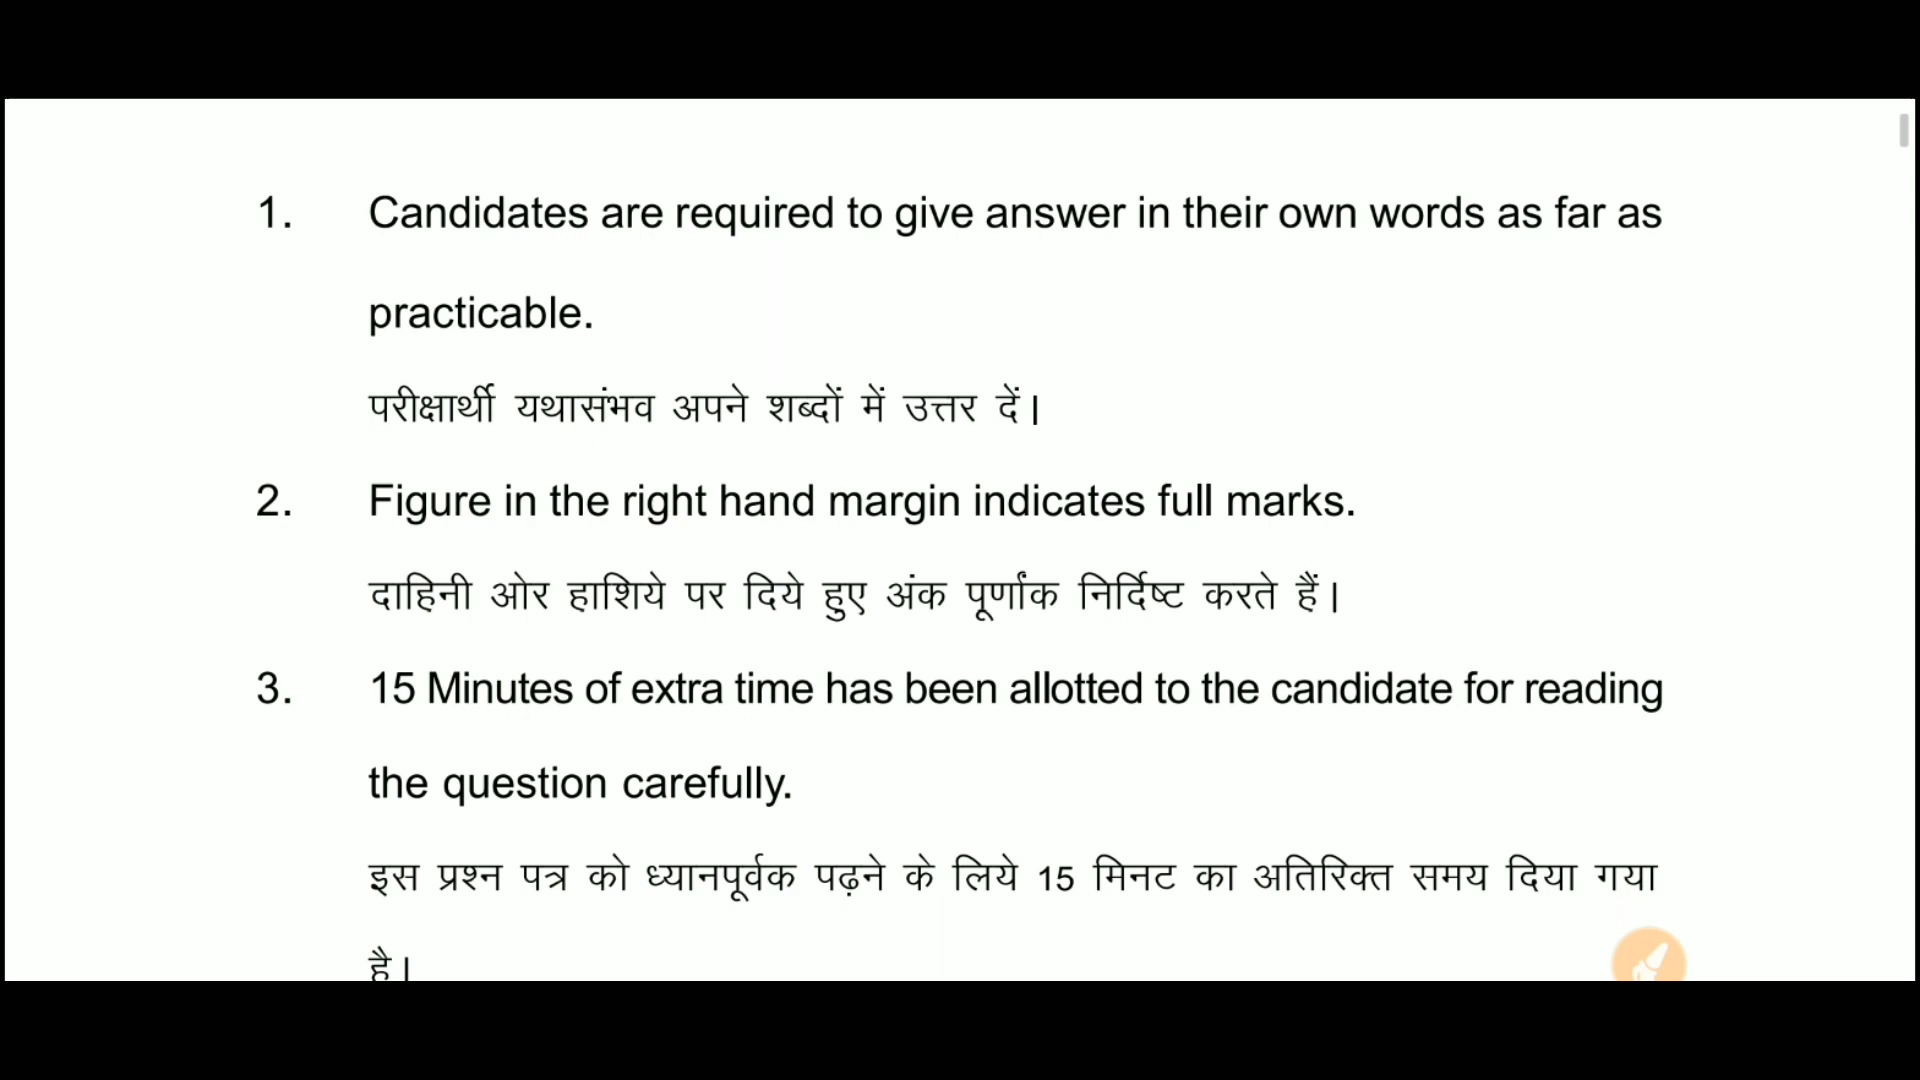 1. Candidates are required to give answer in their own words as far as
practicable.
परीक्षार्थी यथासंभव अपने शब्दों में उत्तर दें।
2. Figure in the right hand margin indicates full marks.
दाहिनी ओर हाशिये पर दिये हुए अंक पूर्णांक निर्दिष्ट करते हैं।
3. 15 Minutes of extra time has been allotted to the candidate for reading
the question carefully.
इस प्रश्न पत्र को ध्यानपूर्वक पढ़ने के लिये 15 मिनट का अतिरिक्त समय दिया गया
है।